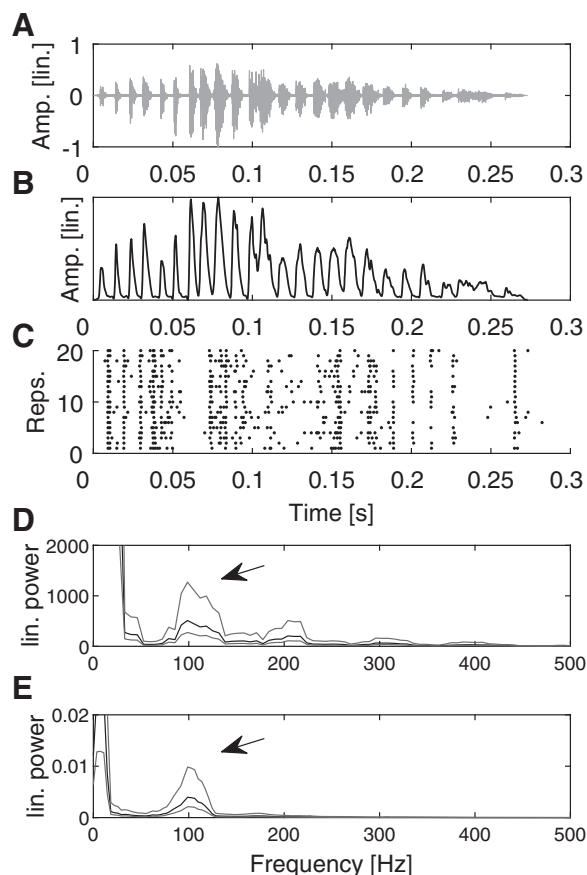 A
Amp. [lin.]
1
0
-1
0 0.05 0.1 0.15 0.2 0.25 0.3
B
Amp. [lin.]
0 0.05 0.1 0.15 0.2 0.25 0.3
C
Reps.
20
10
0
0 0.05 0.1 0.15 0.2 0.25 0.3
Time [s]
D
lin. power
2000
1000
0
0 100 200 300 400 500
E
lin. power
0.02
0.01
0
0 100 200 300 400 500
Frequency [Hz]